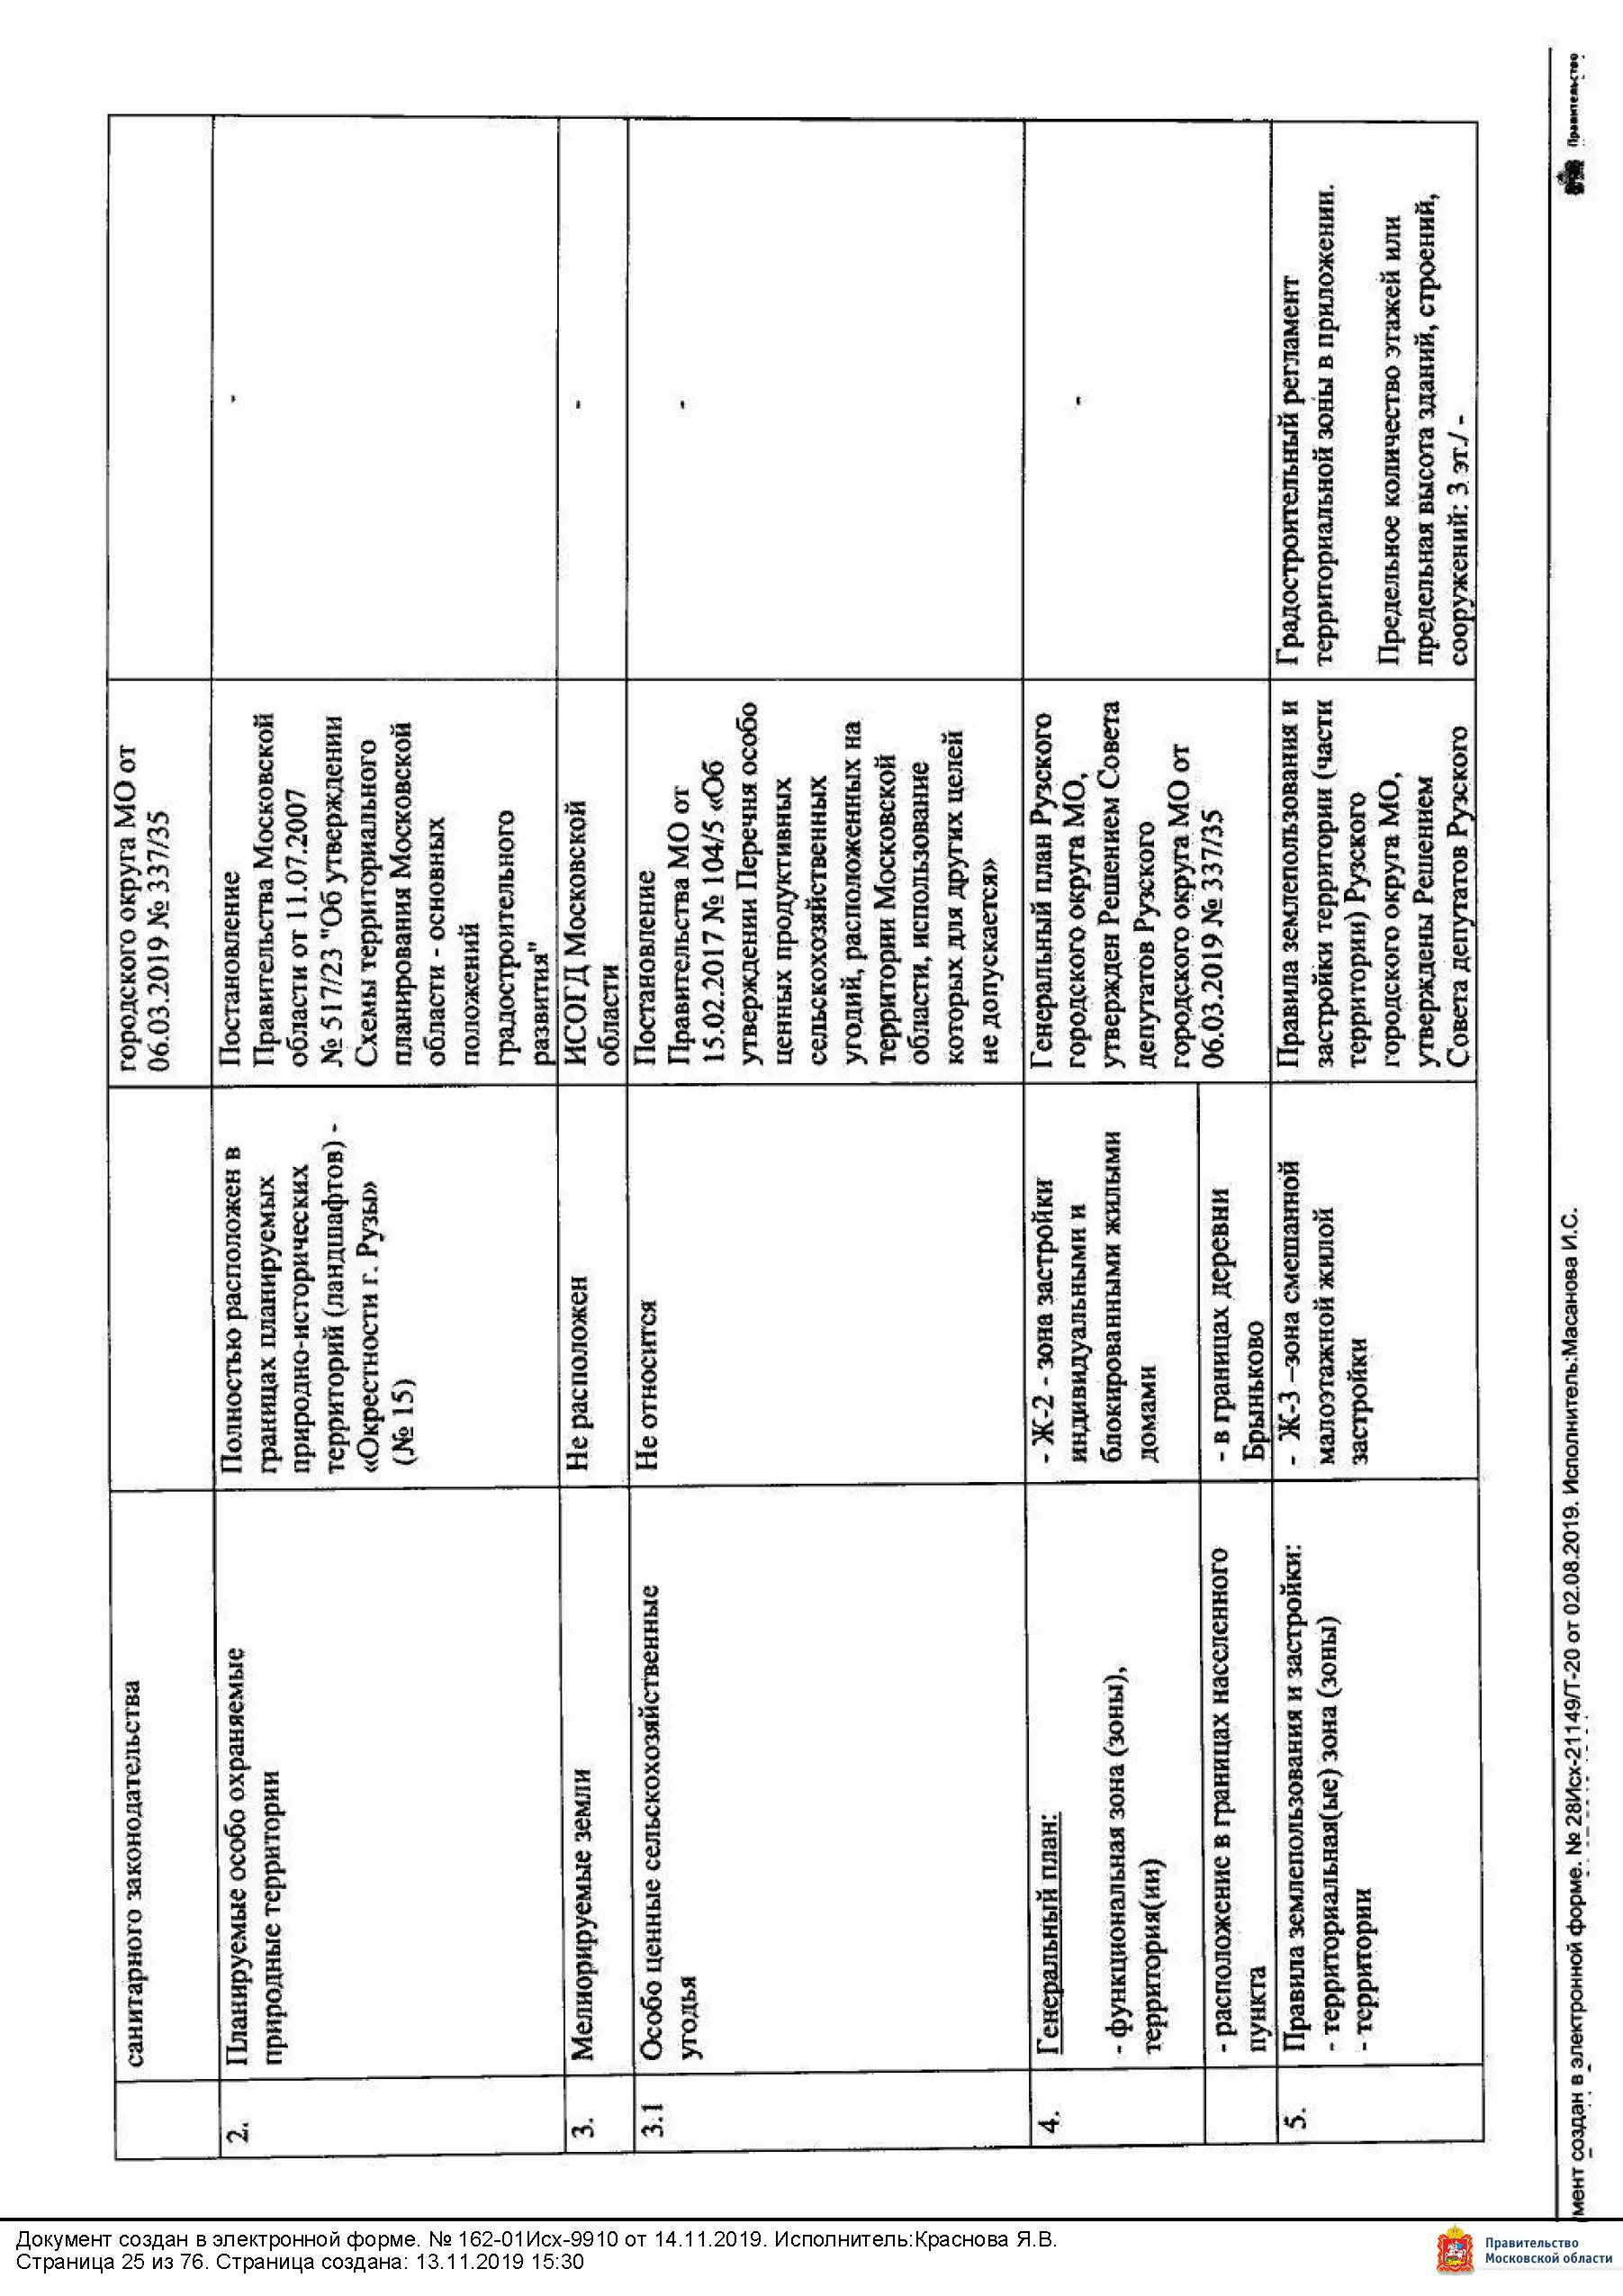 санитарного законодательства
городского округа МО от
06.03.2019 № 337/35
2.
Планируемые особо охраняемые
природные территории
Полностью расположен в
границах планируемых
природно-исторических
территорий (ландшафтов) -
«Окрестности г. Рузы»
(№ 15)
Постановление
Правительства Московской
области от 11.07.2007
№ 517/23 "Об утверждении
Схемы территориального
планирования Московской
области - основных
положений
градостроительного
развития"
-
3.
Мелиорируемые земли
Не расположен
ИСОГД Московской
области
-
3.1
Особо ценные сельскохозяйственные
угодья
Не относится
Постановление
Правительства МО от
15.02.2017 № 104/5 «Об
утверждении Перечня особо
ценных продуктивных
сельскохозяйственных
угодий, расположенных на
территории Московской
области, использование
которых для других целей
не допускается»
-
4.
Генеральный план:
- функциональная зона (зоны),
территория(ии)
- Ж-2 - зона застройки
индивидуальными и
блокированными жилыми
домами
Генеральный план Рузского
городского округа МО,
утвержден Решением Совета
депутатов Рузского
городского округа МО от
06.03.2019 № 337/35
-
- расположение в границах населенного
пункта
- в границах деревни
Брыньково
5.
Правила землепользования и застройки:
- территориальная(ые) зона (зоны)
- территории
- Ж-3 –зона смешанной
малоэтажной жилой
застройки
Правила землепользования и
застройки территории (части
территории) Рузского
городского округа МО,
утверждены Решением
Совета депутатов Рузского
Градостроительный регламент
территориальной зоны в приложении.
Предельное количество этажей или
предельная высота зданий, строений,
сооружений: 3 эт./ -
мент создан в электронной форме. № 28Исх-21149/Т-20 от 02.08.2019. Исполнитель:Масанова И.С.
Правительство
Документ создан в электронной форме. № 162-01Исх-9910 от 14.11.2019. Исполнитель:Краснова Я.В.
Страница 25 из 76. Страница создана: 13.11.2019 15:30
Правительство
Московской области